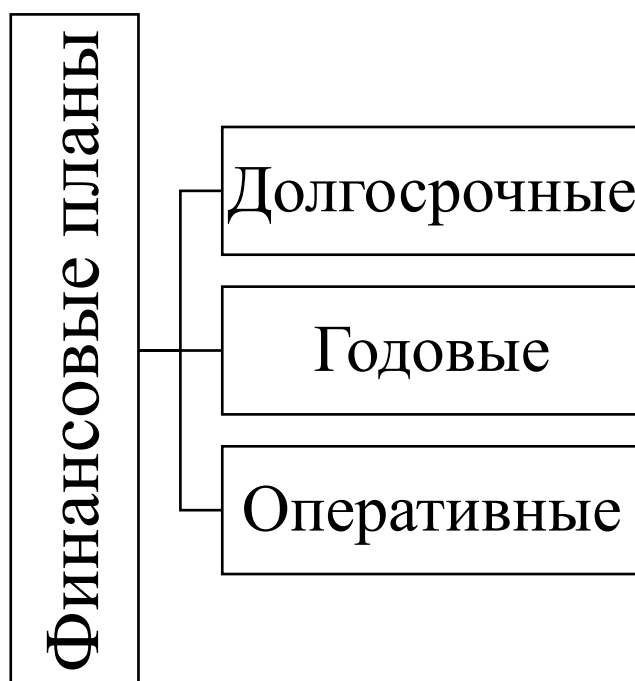 Финансовые планы
Долгосрочные
Годовые
Оперативные